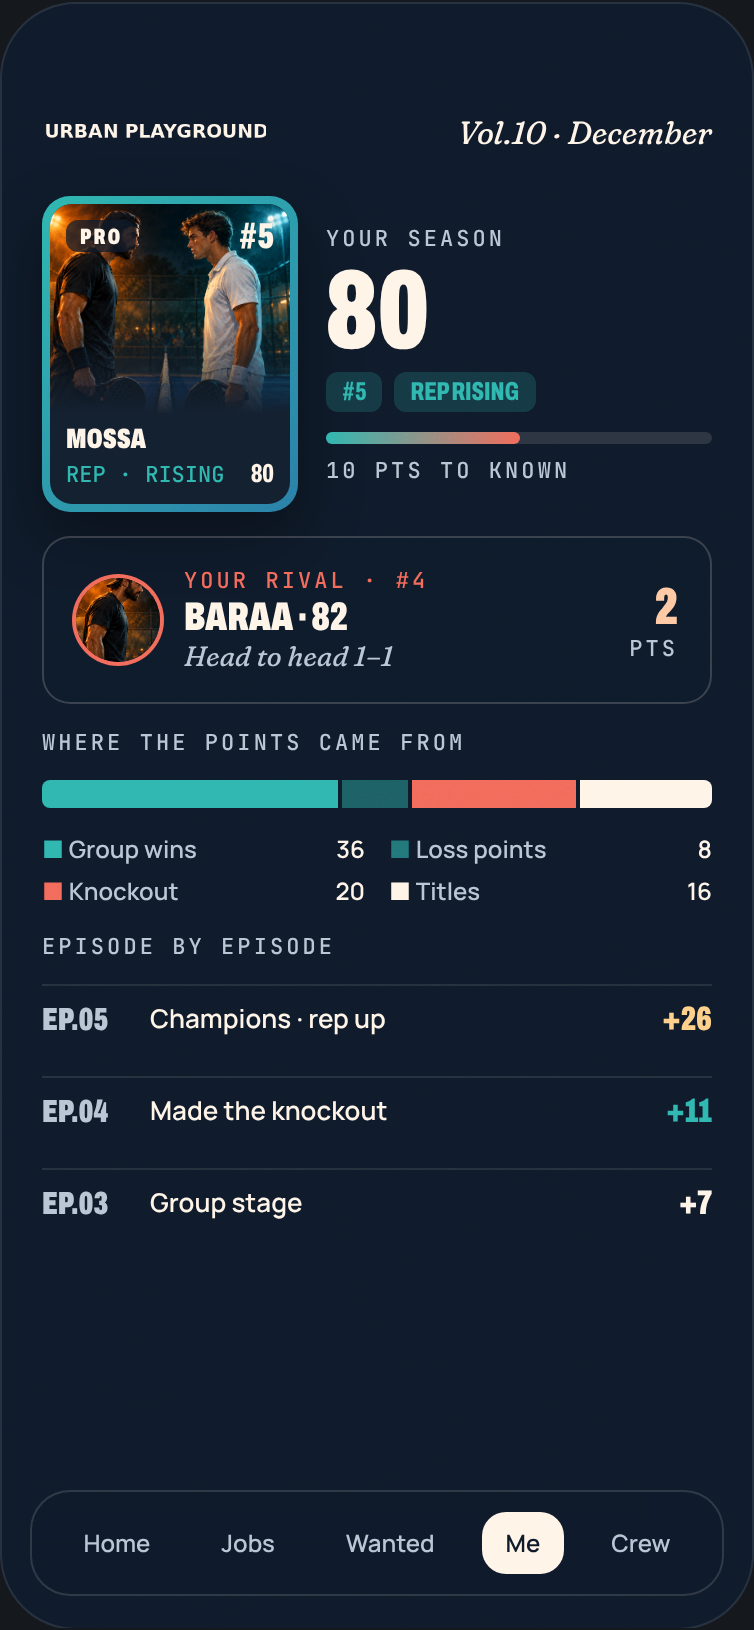 URBAN PLAYGROUND
Vol.10 · December
PRO
#5
MOSSA
REP · RISING 80
YOUR SEASON
80
#5 REP RISING
10 PTS TO KNOWN
YOUR RIVAL · #4
BARAA · 82
Head to head 1–1
2
PTS
WHERE THE POINTS CAME FROM
Group wins 36 Loss points 8
Knockout 20 Titles 16
EPISODE BY EPISODE
EP.05 Champions · rep up +26
EP.04 Made the knockout +11
EP.03 Group stage +7
Home Jobs Wanted Me Crew